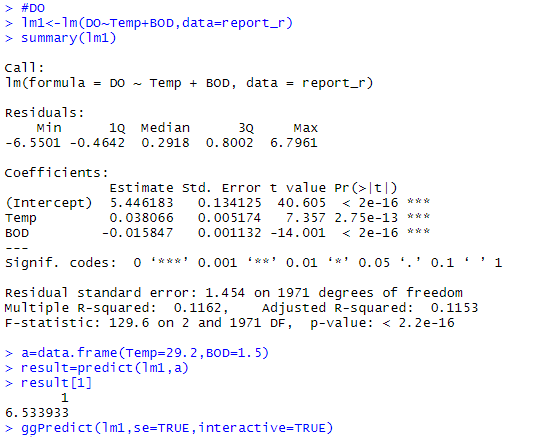 > #DO
> lm1<-lm(DO~Temp+BOD,data=report_r)
> summary(lm1)
Call:
lm(formula = DO ~ Temp + BOD, data = report_r)
Residuals:
    Min      1Q  Median      3Q     Max
-6.5501 -0.4642  0.2918  0.8002  6.7961
Coefficients:
             Estimate Std. Error t value Pr(>|t|)
(Intercept)  5.446183   0.134125  40.605  < 2e-16 ***
Temp         0.038066   0.005174   7.357 2.75e-13 ***
BOD         -0.015847   0.001132 -14.001  < 2e-16 ***
---
Signif. codes:  0 ‘***’ 0.001 ‘**’ 0.01 ‘*’ 0.05 ‘.’ 0.1 ‘ ’ 1
Residual standard error: 1.454 on 1971 degrees of freedom
Multiple R-squared:  0.1162,    Adjusted R-squared:  0.1153
F-statistic: 129.6 on 2 and 1971 DF,  p-value: < 2.2e-16
> a=data.frame(Temp=29.2,BOD=1.5)
> result=predict(lm1,a)
> result[1]
       1
6.533933
> ggPredict(lm1,se=TRUE,interactive=TRUE)